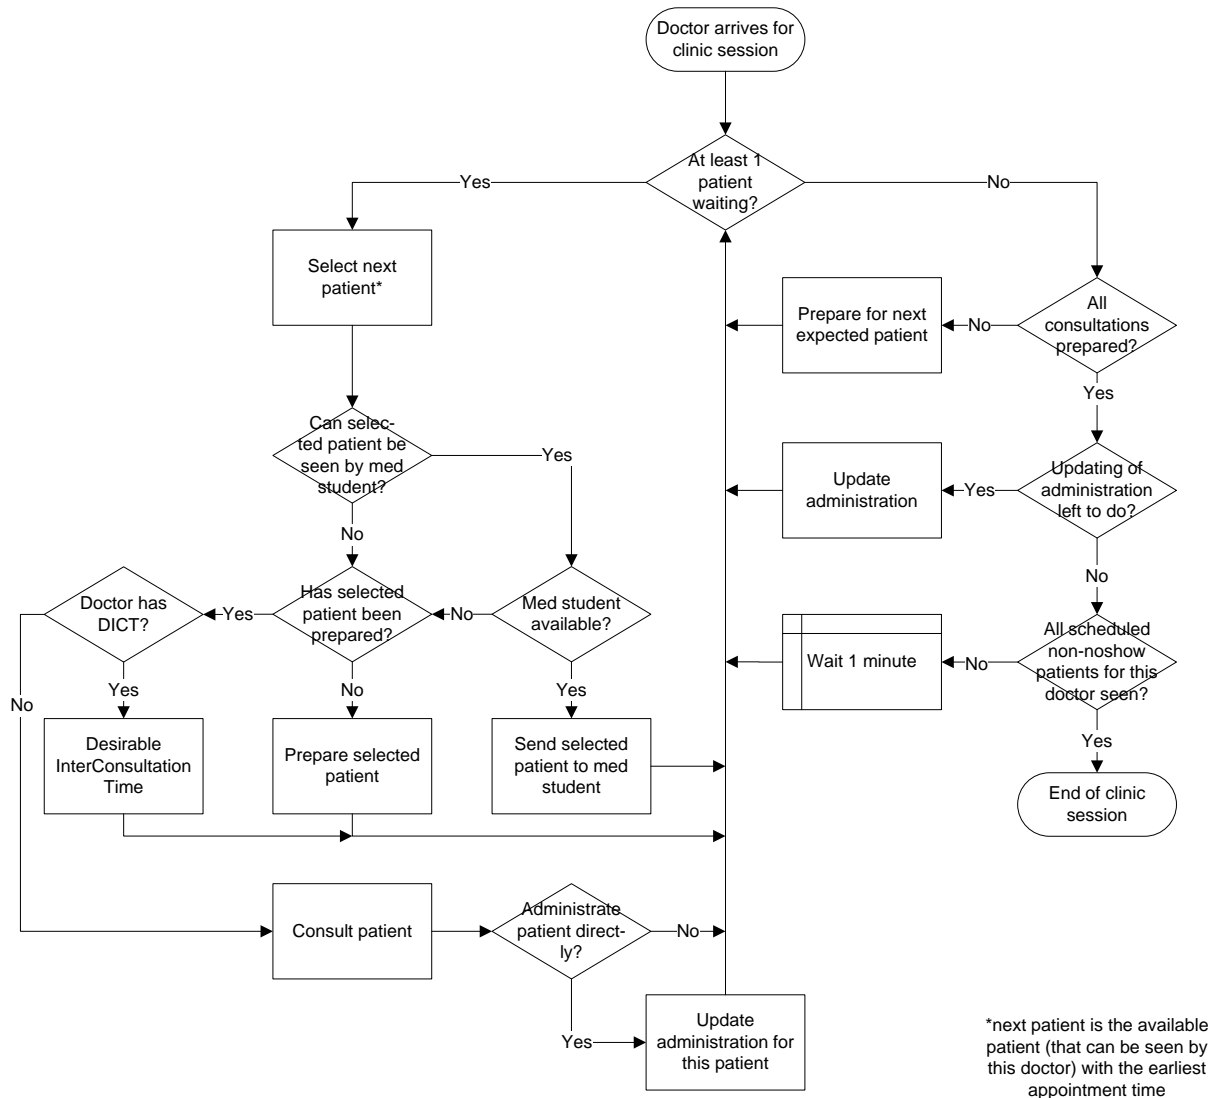 Doctor arrives for
clinic session
At least 1
patient
waiting?
Yes
No
Select next
patient*
Prepare for next
expected patient
No
All
consultations
prepared?
Yes
Can selec-
ted patient be
seen by med
student?
Yes
No
Update
administration
Yes
Updating of
administration
left to do?
No
Doctor has
DICT?
Yes
Has selected
patient been
prepared?
No
Med student
available?
Wait 1 minute
No
All scheduled
non-noshow
patients for this
doctor seen?
No
Yes
No
Yes
Yes
Desirable
InterConsultation
Time
Prepare selected
patient
Send selected
patient to med
student
End of clinic
session
Consult patient
Administrate
patient direct-
ly?
No
Yes
Update
administration for
this patient
*next patient is the available
patient (that can be seen by
this doctor) with the earliest
appointment time